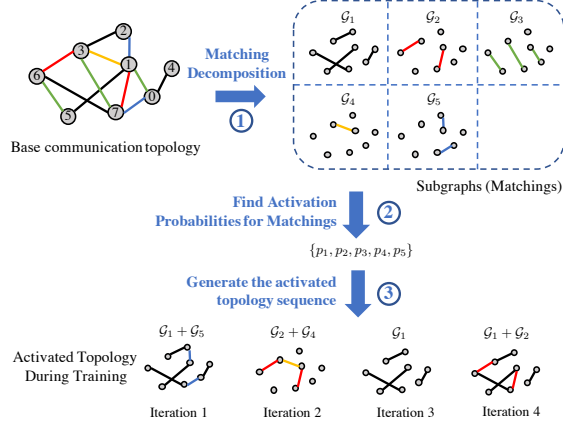 2
3
1
4
6
0
5
7
Base communication topology
Matching
Decomposition
1
G₁
G₂
G₃
G₄
G₅
Subgraphs (Matchings)
Find Activation
Probabilities for Matchings
2
{p₁, p₂, p₃, p₄, p₅}
Generate the activated
topology sequence
3
G₁ + G₅
G₂ + G₄
G₁
G₁ + G₂
Activated Topology
During Training
Iteration 1
Iteration 2
Iteration 3
Iteration 4